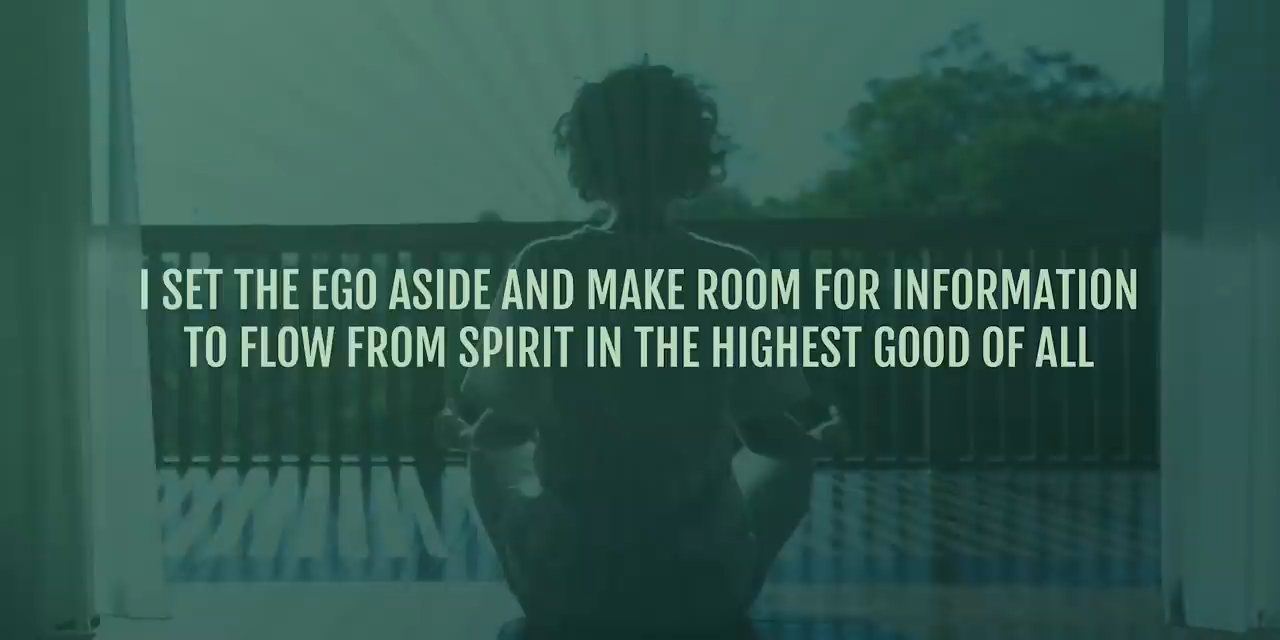 I SET THE EGO ASIDE AND MAKE ROOM FOR INFORMATION
TO FLOW FROM SPIRIT IN THE HIGHEST GOOD OF ALL